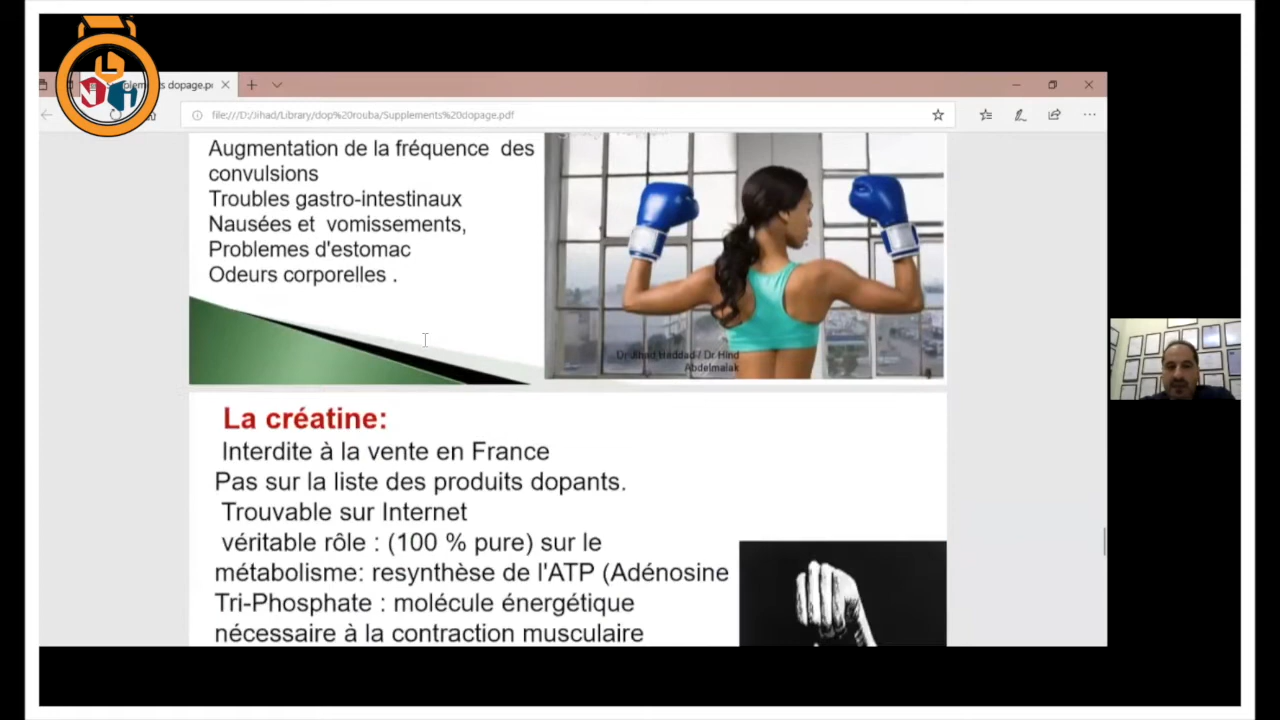 L
N
i
Supplements dopage.p
file:///D:/Jihad/Library/dop%20rouba/Supplements%20dopage.pdf
Augmentation de la fréquence des
convulsions
Troubles gastro-intestinaux
Nausées et vomissements,
Problemes d'estomac
Odeurs corporelles .
Dr Jihad Haddad / Dr Hind
Abdelmalak
La créatine:
Interdite à la vente en France
Pas sur la liste des produits dopants.
Trouvable sur Internet
véritable rôle : (100 % pure) sur le
métabolisme: resynthèse de l'ATP (Adénosine
Tri-Phosphate : molécule énergétique
nécessaire à la contraction musculaire